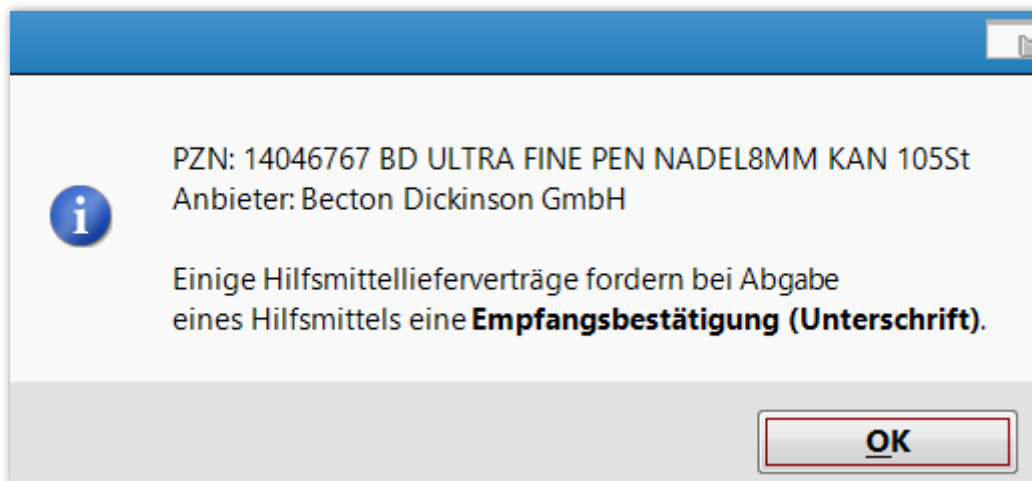 PZN: 14046767 BD ULTRA FINE PEN NADEL8MM KAN 105St
Anbieter: Becton Dickinson GmbH
Einige Hilfsmittellieferverträge fordern bei Abgabe
eines Hilfsmittels eine Empfangsbestätigung (Unterschrift).
OK